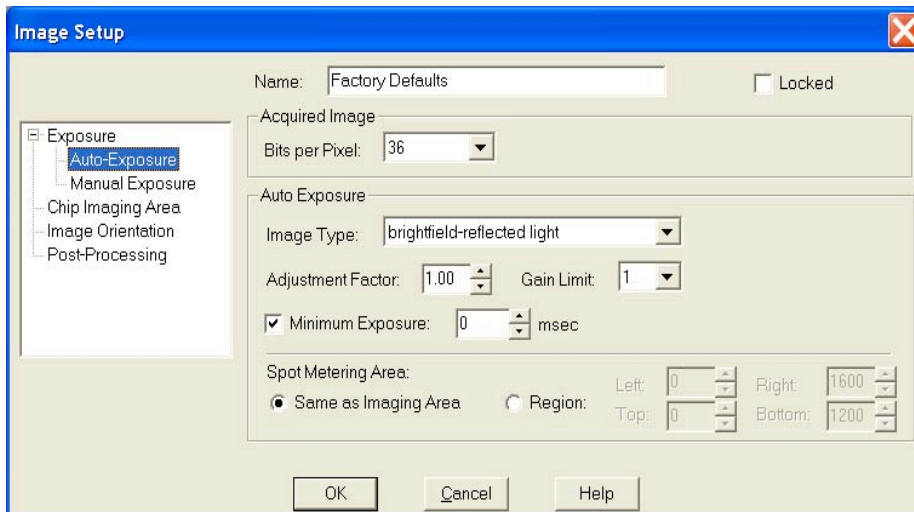 Image Setup
Name: Factory Defaults Locked
Exposure
Auto-Exposure
Manual Exposure
Chip Imaging Area
Image Orientation
Post-Processing
Acquired Image
Bits per Pixel: 36
Auto Exposure
Image Type: brightfield-reflected light
Adjustment Factor: 1.00 Gain Limit: 1
Minimum Exposure: 0 msec
Spot Metering Area:
Same as Imaging Area Region:
Left: 0 Right: 1600
Top: 0 Bottom: 1200
OK Cancel Help